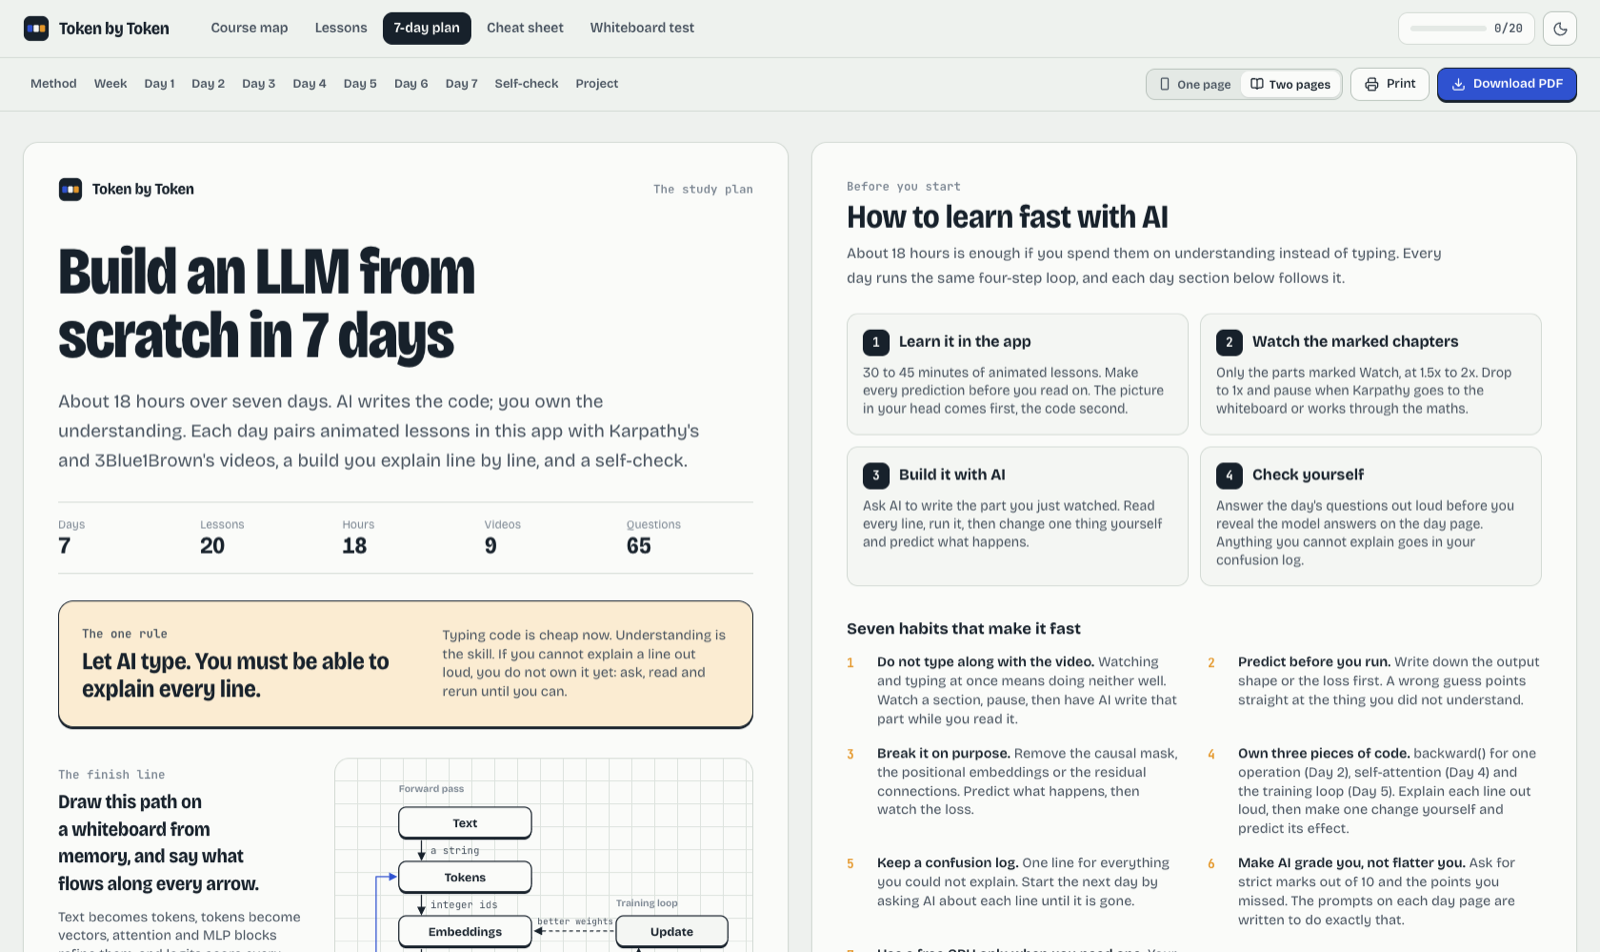 Token by Token
Course map
Lessons
7-day plan
Cheat sheet
Whiteboard test
0/20
Method
Week
Day 1
Day 2
Day 3
Day 4
Day 5
Day 6
Day 7
Self-check
Project
One page
Two pages
Print
Download PDF
Token by Token
The study plan
Build an LLM from
scratch in 7 days
About 18 hours over seven days. AI writes the code; you own the
understanding. Each day pairs animated lessons in this app with Karpathy's
and 3Blue1Brown's videos, a build you explain line by line, and a self-check.
Days
7
Lessons
20
Hours
18
Videos
9
Questions
65
The one rule
Let AI type. You must be able to
explain every line.
Typing code is cheap now. Understanding is
the skill. If you cannot explain a line out
loud, you do not own it yet: ask, read and
rerun until you can.
The finish line
Draw this path on
a whiteboard from
memory, and say what
flows along every arrow.
Text becomes tokens, tokens become
vectors, attention and MLP blocks
Forward pass
Text
a string
Tokens
integer ids
Embeddings
better weights
Training loop
Update
Before you start
How to learn fast with AI
About 18 hours is enough if you spend them on understanding instead of typing. Every
day runs the same four-step loop, and each day section below follows it.
1
Learn it in the app
30 to 45 minutes of animated lessons. Make
every prediction before you read on. The picture
in your head comes first, the code second.
2
Watch the marked chapters
Only the parts marked Watch, at 1.5x to 2x. Drop
to 1x and pause when Karpathy goes to the
whiteboard or works through the maths.
3
Build it with AI
Ask AI to write the part you just watched. Read
every line, run it, then change one thing yourself
and predict what happens.
4
Check yourself
Answer the day's questions out loud before you
reveal the model answers on the day page.
Anything you cannot explain goes in your
confusion log.
Seven habits that make it fast
1
Do not type along with the video. Watching
and typing at once means doing neither well.
Watch a section, pause, then have AI write that
part while you read it.
2
Predict before you run. Write down the output
shape or the loss first. A wrong guess points
straight at the thing you did not understand.
3
Break it on purpose. Remove the causal mask,
the positional embeddings or the residual
connections. Predict what happens, then
watch the loss.
4
Own three pieces of code. backward() for one
operation (Day 2), self-attention (Day 4) and
the training loop (Day 5). Explain each line out
loud, then make one change yourself and
predict its effect.
5
Keep a confusion log. One line for everything
you could not explain. Start the next day by
asking AI about each line until it is gone.
6
Make AI grade you, not flatter you. Ask for
strict marks out of 10 and the points you
missed. The prompts on each day page are
written to do exactly that.